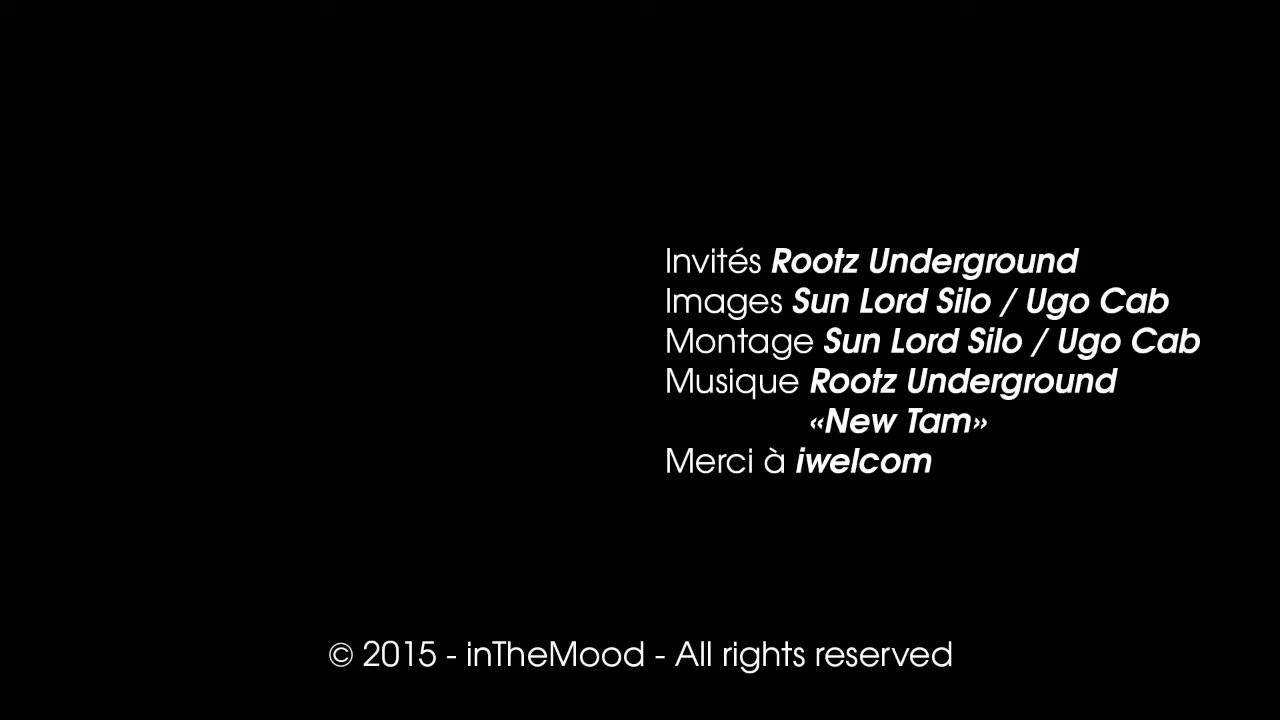 Invités Rootz Underground
Images Sun Lord Silo / Ugo Cab
Montage Sun Lord Silo / Ugo Cab
Musique Rootz Underground
«New Tam»
Merci à iwelcom
© 2015 - inTheMood - All rights reserved